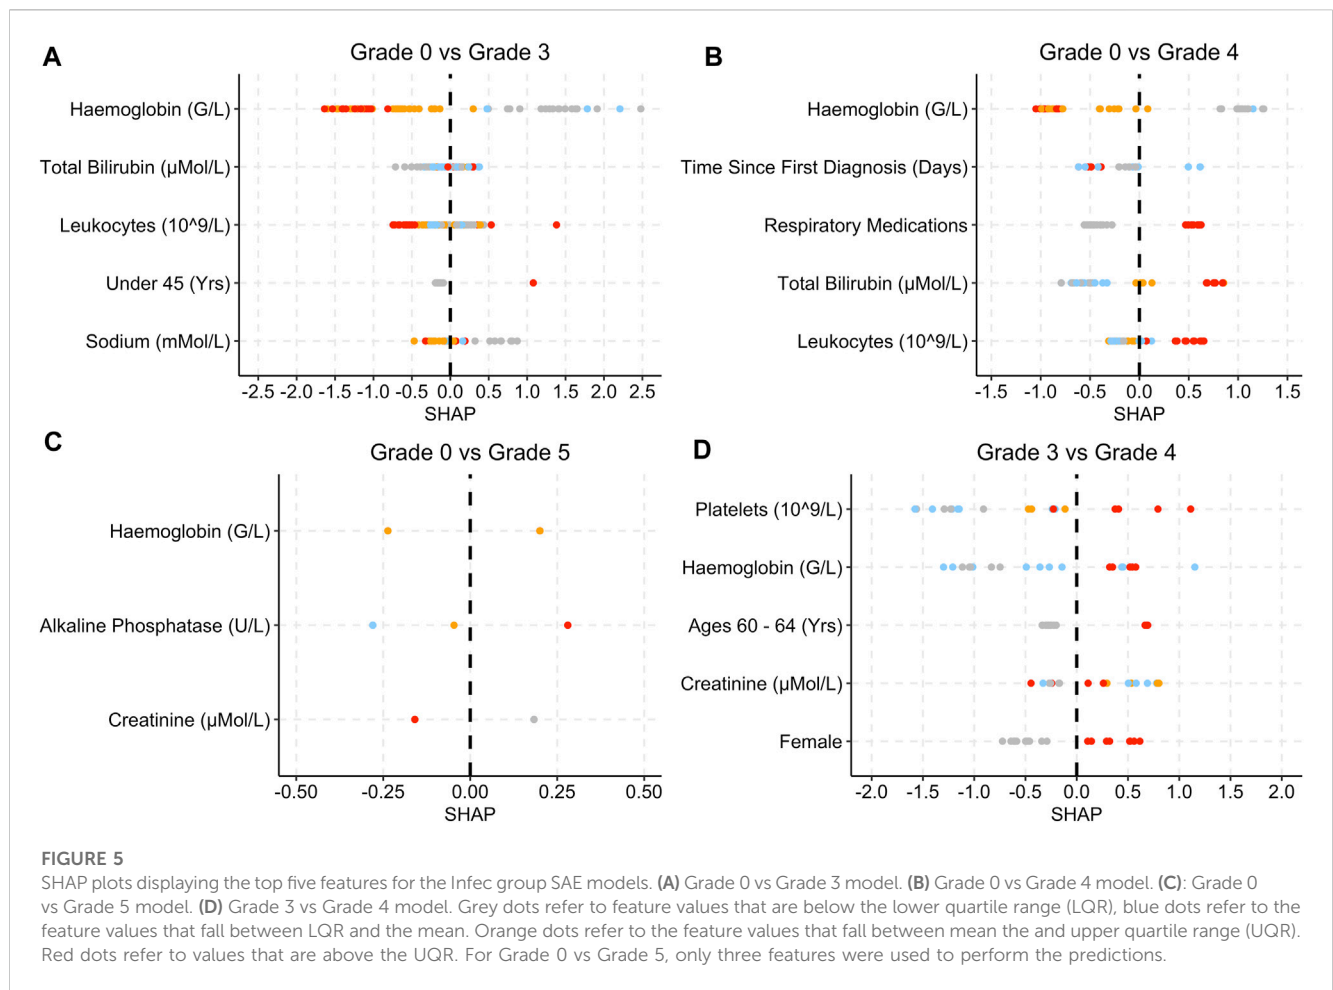 A
Grade 0 vs Grade 3
Haemoglobin (G/L)
Total Bilirubin (µMol/L)
Leukocytes (10^9/L)
Under 45 (Yrs)
Sodium (mMol/L)
-2.5 -2.0 -1.5 -1.0 -0.5 0.0 0.5 1.0 1.5 2.0 2.5
SHAP
B
Grade 0 vs Grade 4
Haemoglobin (G/L)
Time Since First Diagnosis (Days)
Respiratory Medications
Total Bilirubin (µMol/L)
Leukocytes (10^9/L)
-1.5 -1.0 -0.5 0.0 0.5 1.0 1.5
SHAP
C
Grade 0 vs Grade 5
Haemoglobin (G/L)
Alkaline Phosphatase (U/L)
Creatinine (µMol/L)
-0.50 -0.25 0.00 0.25 0.50
SHAP
D
Grade 3 vs Grade 4
Platelets (10^9/L)
Haemoglobin (G/L)
Ages 60 - 64 (Yrs)
Creatinine (µMol/L)
Female
-2.0 -1.5 -1.0 -0.5 0.0 0.5 1.0 1.5 2.0
SHAP
FIGURE 5
SHAP plots displaying the top five features for the Infec group SAE models. (A) Grade 0 vs Grade 3 model. (B) Grade 0 vs Grade 4 model. (C): Grade 0
vs Grade 5 model. (D) Grade 3 vs Grade 4 model. Grey dots refer to feature values that are below the lower quartile range (LQR), blue dots refer to the
feature values that fall between LQR and the mean. Orange dots refer to the feature values that fall between mean the and upper quartile range (UQR).
Red dots refer to values that are above the UQR. For Grade 0 vs Grade 5, only three features were used to perform the predictions.